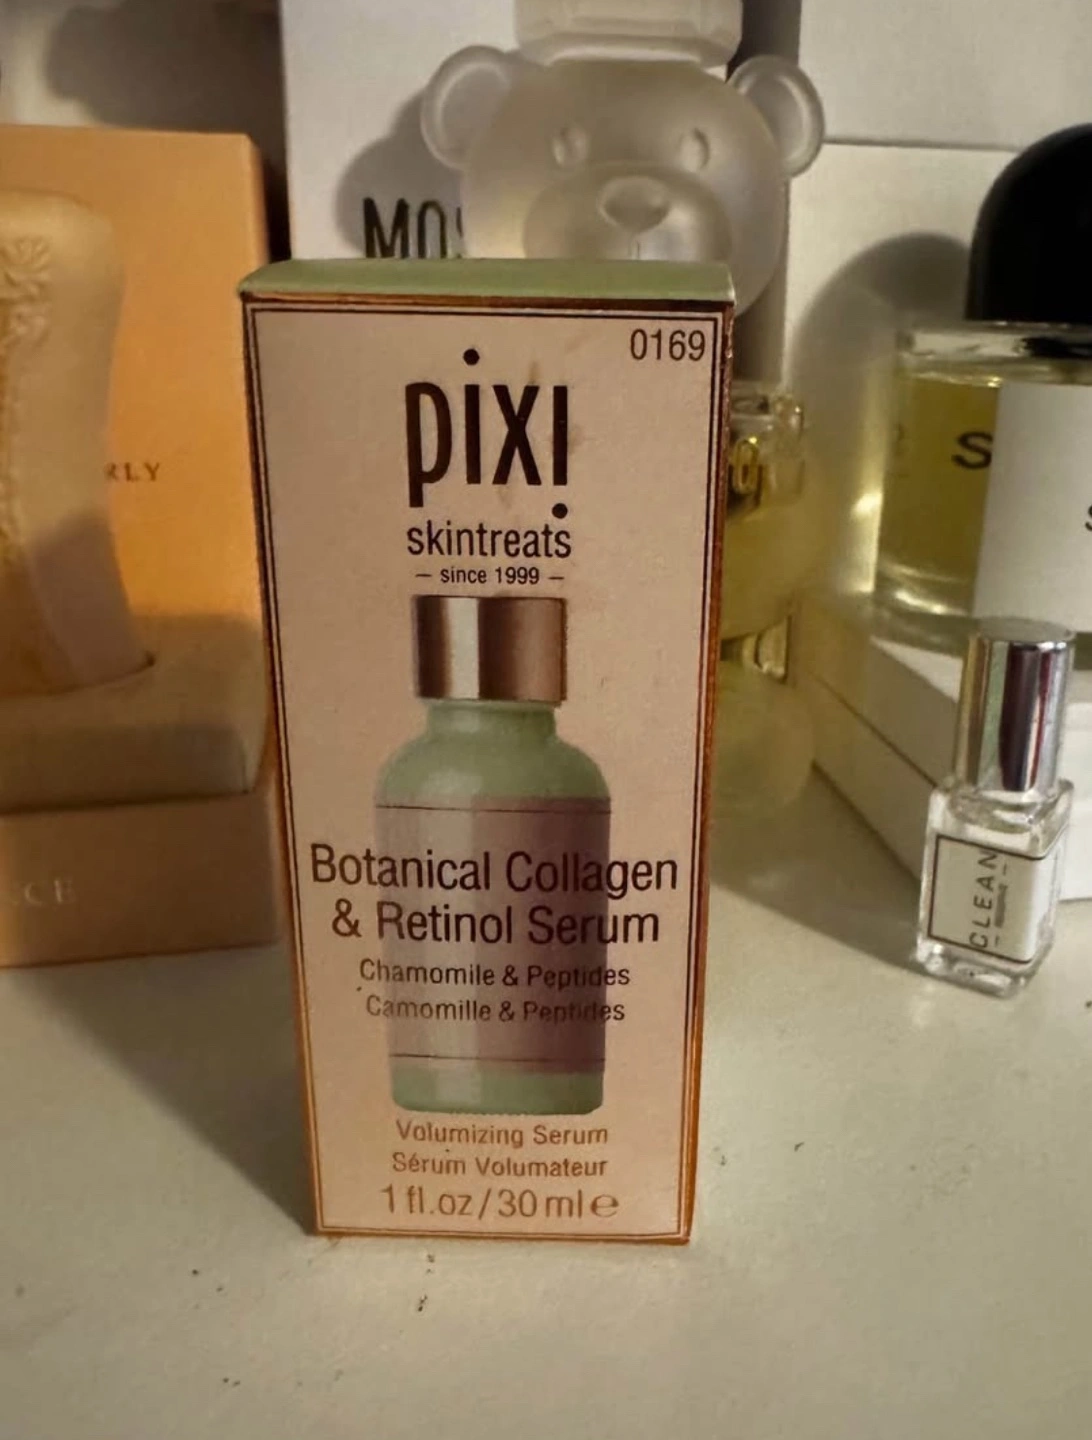 MOS
0169
pixi
skintreats
– since 1999 –
Botanical Collagen
& Retinol Serum
Chamomile & Peptides
Camomille & Peptides
Volumizing Serum
Sérum Volumateur
1 fl.oz/30 ml e
RLY
CLEAN